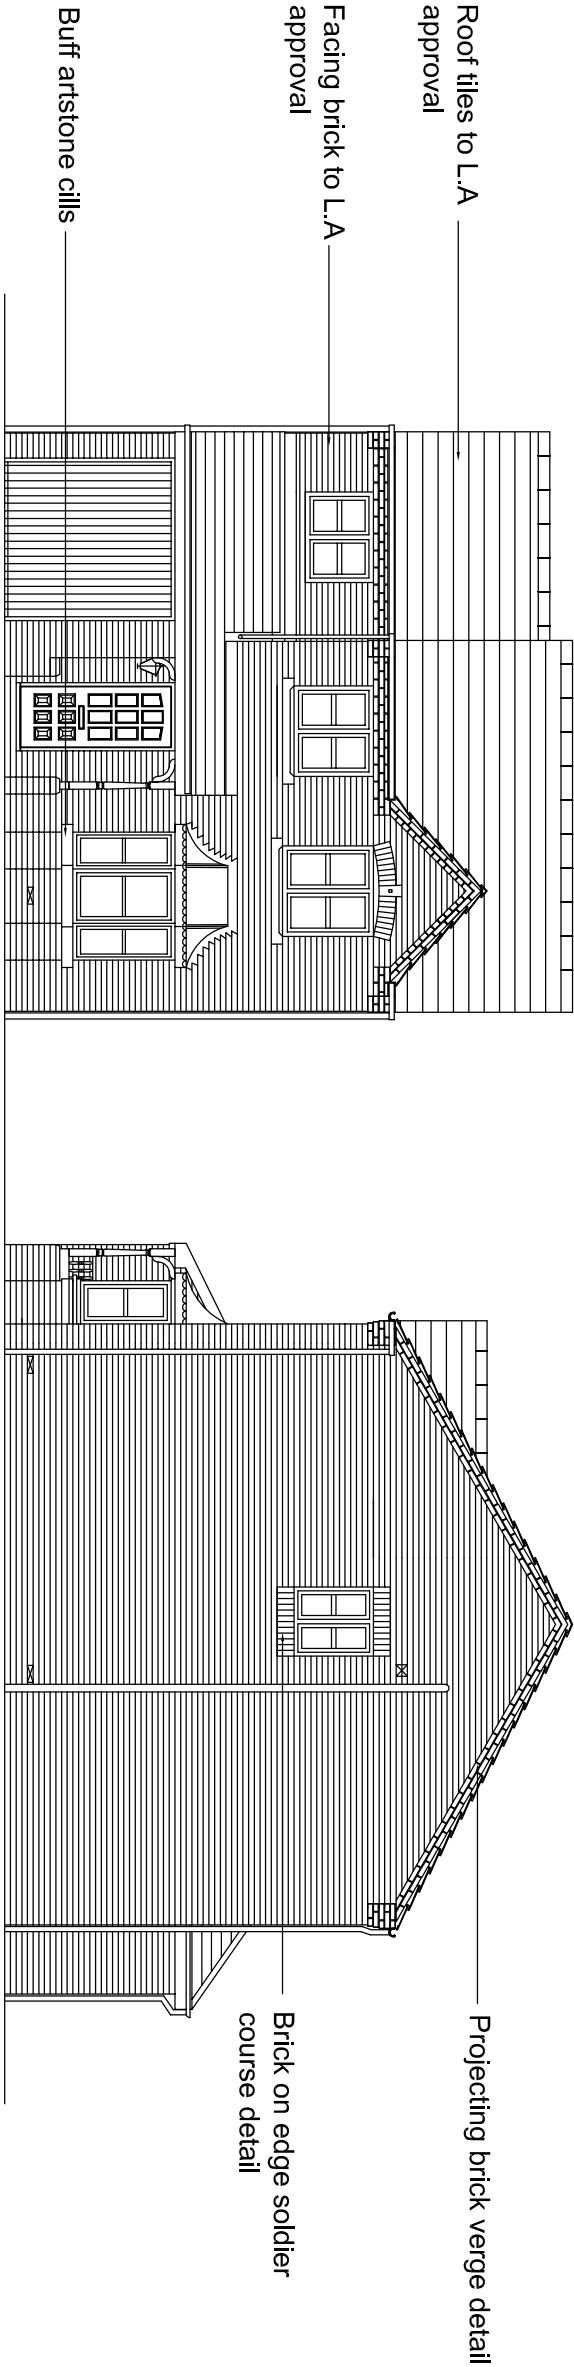 Roof tiles to L.A
approval
Facing brick to L.A
approval
Buff artstone cills
Projecting brick verge detail
Brick on edge soldier
course detail